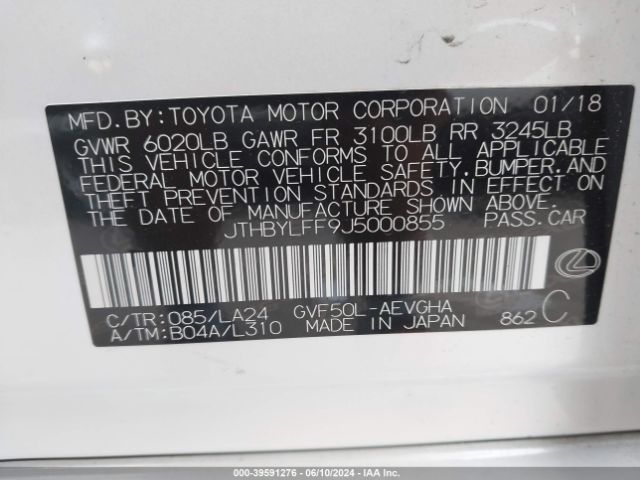 MFD.BY:TOYOTA MOTOR CORPORATION 01/18
GVWR 6020LB GAWR FR 3100LB RR 3245LB
THIS VEHICLE CONFORMS TO ALL APPLICABLE
FEDERAL MOTOR VEHICLE SAFETY,BUMPER,AND
THEFT PREVENTION STANDARDS IN EFFECT ON
THE DATE OF MANUFACTURE SHOWN ABOVE.
JTHBYLFF9J5000855 PASS.CAR
C/TR:085/LA24 GVF50L-AEVGHA
A/TM:B04A/L310 MADE IN JAPAN 862 C
000-39591276 - 06/10/2024 - IAA Inc.